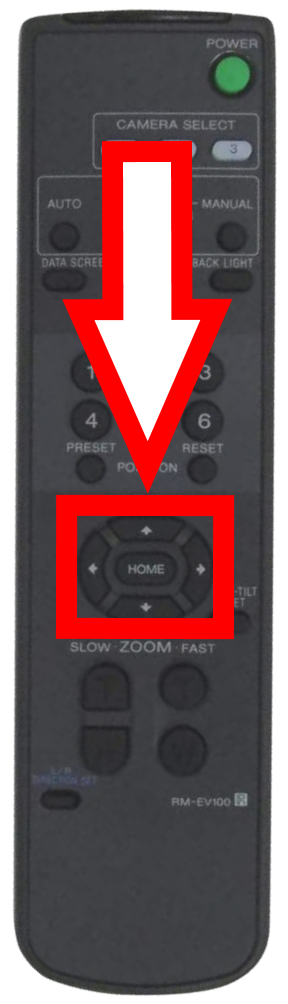 POWER
CAMERA SELECT
3
AUTO
MANUAL
DATA SCREE
BACK LIGHT
1
3
4
6
PRESET
RESET
POSITION
HOME
-TILT
ET
SLOW · ZOOM · FAST
T T
W W
L/R
DIRECTION SET
RM-EV100 R